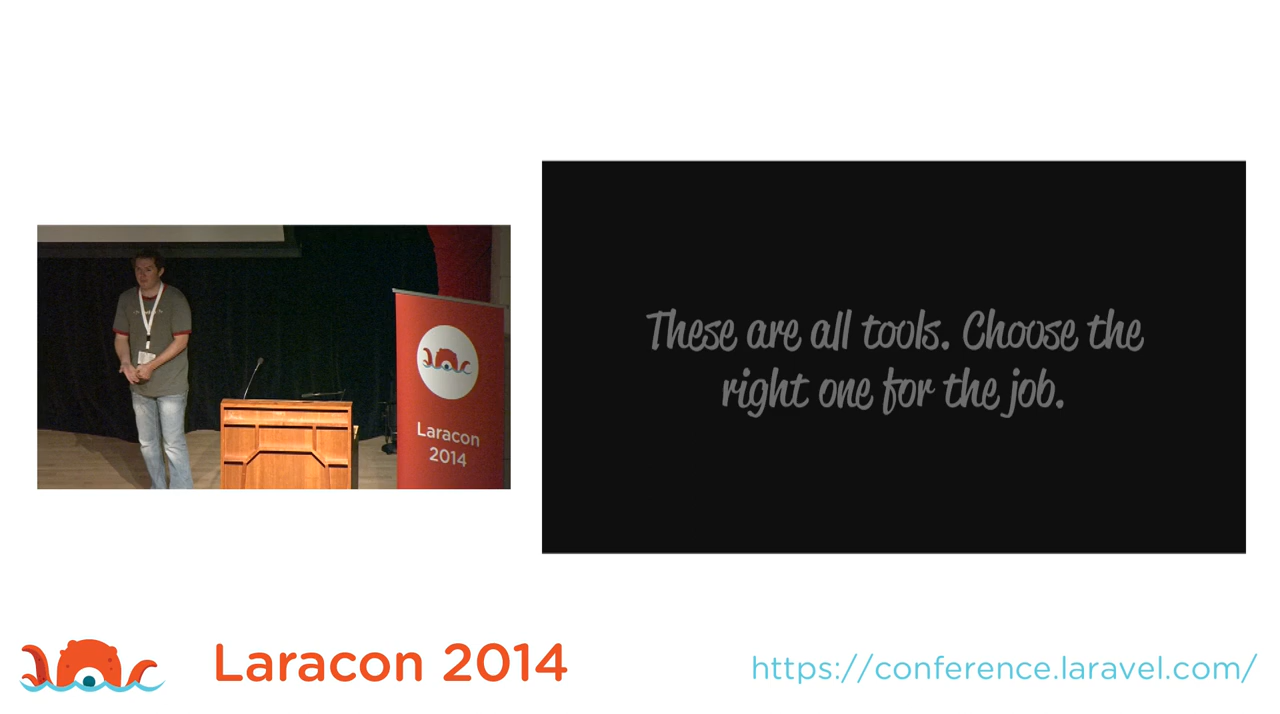 These are all tools. Choose the
right one for the job.
Laracon
2014
Laracon 2014
https://conference.laravel.com/